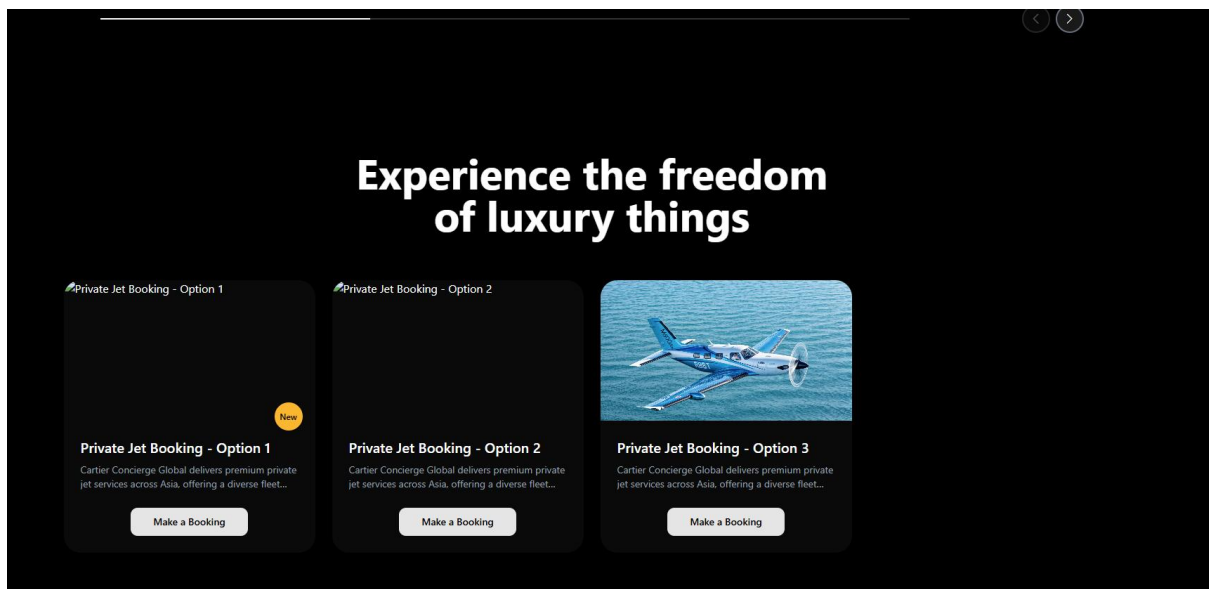 Experience the freedom
of luxury things
Private Jet Booking - Option 1
Private Jet Booking - Option 2
New
Private Jet Booking - Option 1
Cartier Concierge Global delivers premium private
jet services across Asia, offering a diverse fleet...
Make a Booking
Private Jet Booking - Option 2
Cartier Concierge Global delivers premium private
jet services across Asia, offering a diverse fleet...
Make a Booking
Private Jet Booking - Option 3
Cartier Concierge Global delivers premium private
jet services across Asia, offering a diverse fleet...
Make a Booking